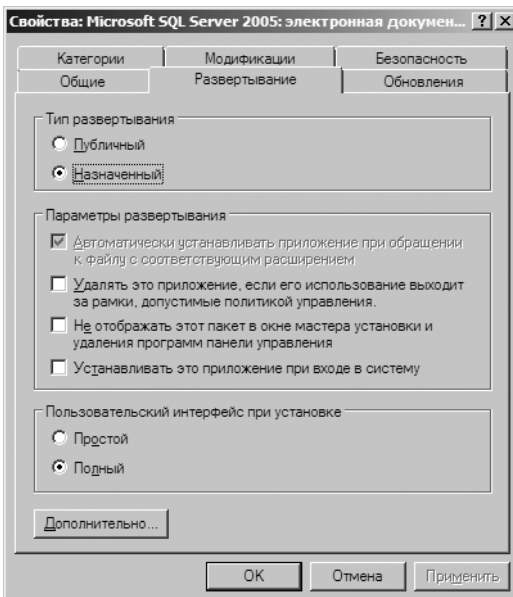 Свойства: Microsoft SQL Server 2005: электронная докумен...
Категории
Модификации
Безопасность
Общие
Развертывание
Обновления
Тип развертывания
Публичный
Назначенный
Параметры развертывания
Автоматически устанавливать приложение при обращении
к файлу с соответствующим расширением
Удалять это приложение, если его использование выходит
за рамки, допустимые политикой управления.
Не отображать этот пакет в окне мастера установки и
удаления программ панели управления
Устанавливать это приложение при входе в систему
Пользовательский интерфейс при установке
Простой
Полный
Дополнительно...
OK
Отмена
Применить